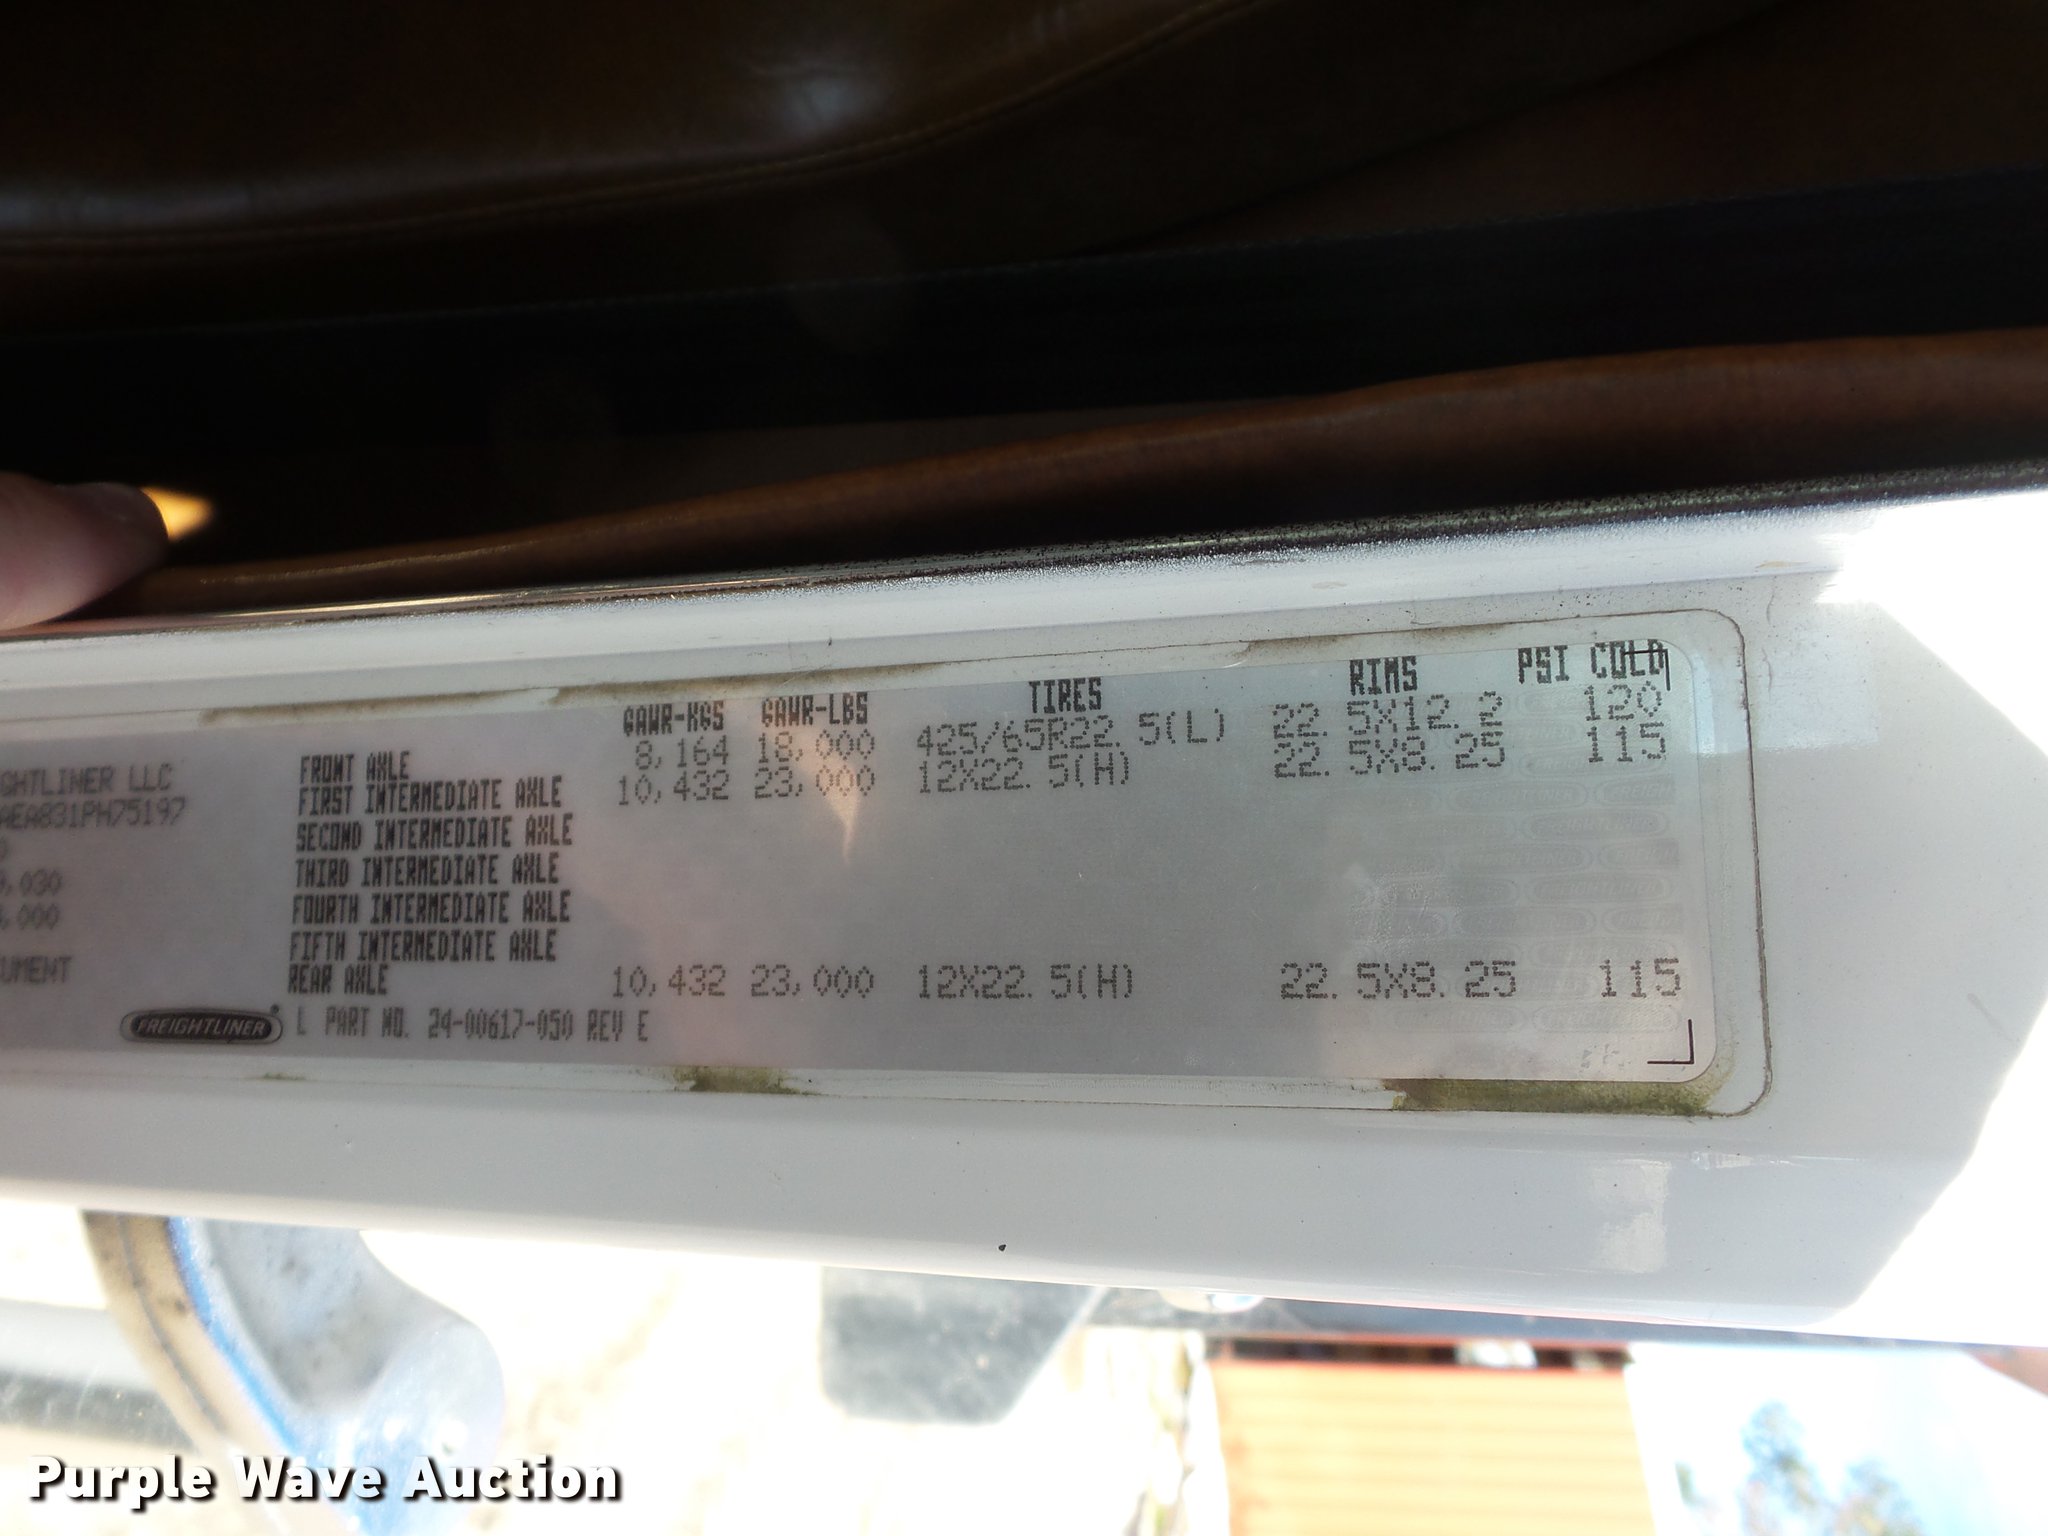 GAWR-KGS GAWR-LBS TIRES RIMS PSI COLD
FRONT AXLE 8,164 18,000 425/65R22.5(L) 22.5X12.2 120
FIRST INTERMEDIATE AXLE 10,432 23,000 12X22.5(H) 22.5X8.25 115
SECOND INTERMEDIATE AXLE
THIRD INTERMEDIATE AXLE
FOURTH INTERMEDIATE AXLE
FIFTH INTERMEDIATE AXLE
REAR AXLE 10,432 23,000 12X22.5(H) 22.5X8.25 115
GHTLINER LLC
AEA831PH75197
,030
,000
UMENT
FREIGHTLINER L PART NO. 24-00617-050 REV E
Purple Wave Auction